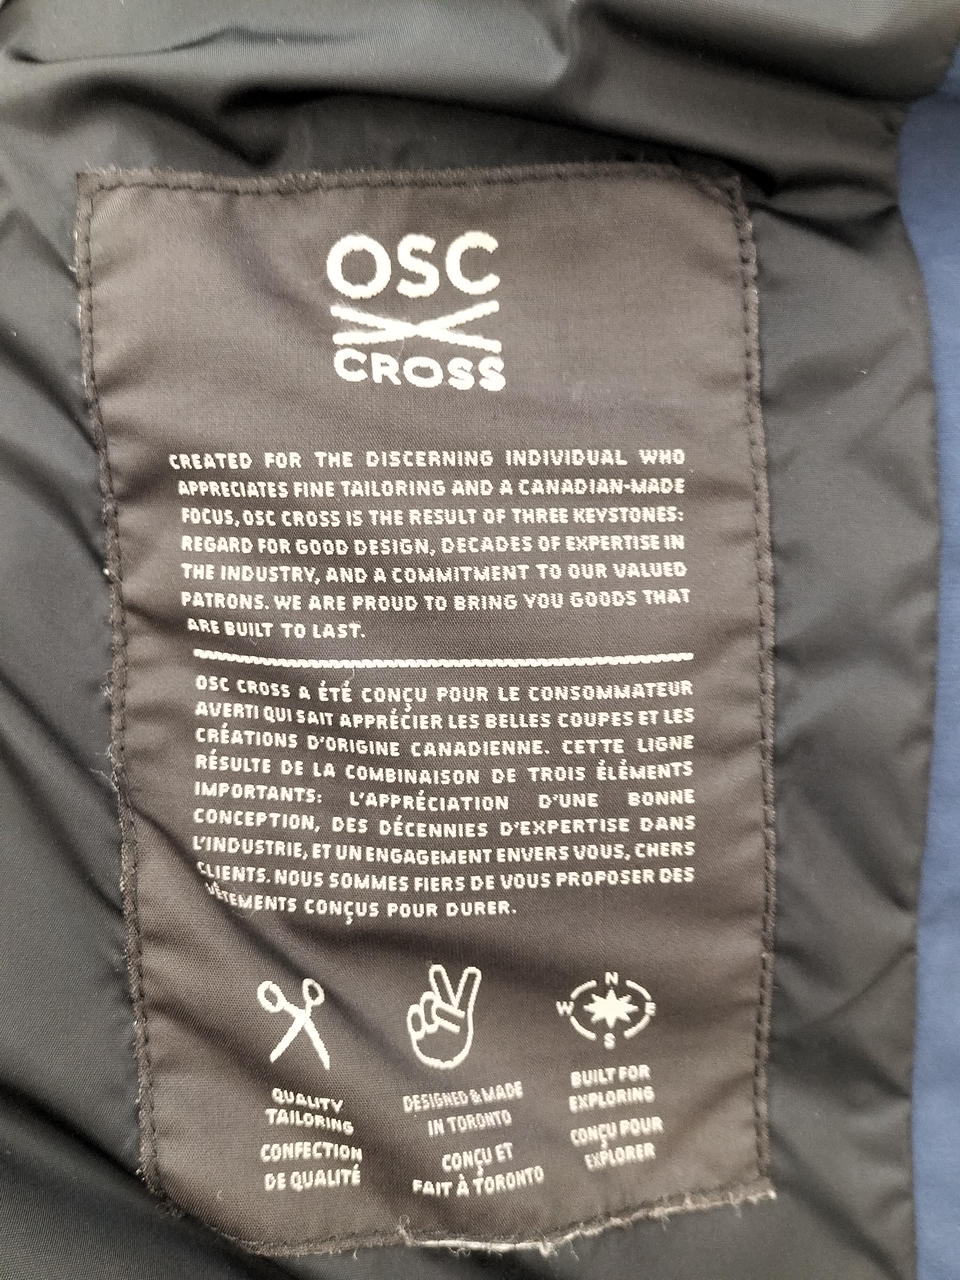 OSC
CROSS
CREATED FOR THE DISCERNING INDIVIDUAL WHO
APPRECIATES FINE TAILORING AND A CANADIAN-MADE
FOCUS, OSC CROSS IS THE RESULT OF THREE KEYSTONES:
REGARD FOR GOOD DESIGN, DECADES OF EXPERTISE IN
THE INDUSTRY, AND A COMMITMENT TO OUR VALUED
PATRONS. WE ARE PROUD TO BRING YOU GOODS THAT
ARE BUILT TO LAST.
OSC CROSS A ÉTÉ CONÇU POUR LE CONSOMMATEUR
AVERTI QUI SAIT APPRÉCIER LES BELLES COUPES ET LES
CRÉATIONS D'ORIGINE CANADIENNE. CETTE LIGNE
RÉSULTE DE LA COMBINAISON DE TROIS ÉLÉMENTS
IMPORTANTS: L'APPRÉCIATION D'UNE BONNE
CONCEPTION, DES DÉCENNIES D'EXPERTISE DANS
L'INDUSTRIE, ET UN ENGAGEMENT ENVERS VOUS, CHERS
CLIENTS. NOUS SOMMES FIERS DE VOUS PROPOSER DES
VÊTEMENTS CONÇUS POUR DURER.
N
W E
S
QUALITY
TAILORING
CONFECTION
DE QUALITÉ
DESIGNED & MADE
IN TORONTO
CONÇU ET
FAIT À TORONTO
BUILT FOR
EXPLORING
CONÇU POUR
EXPLORER